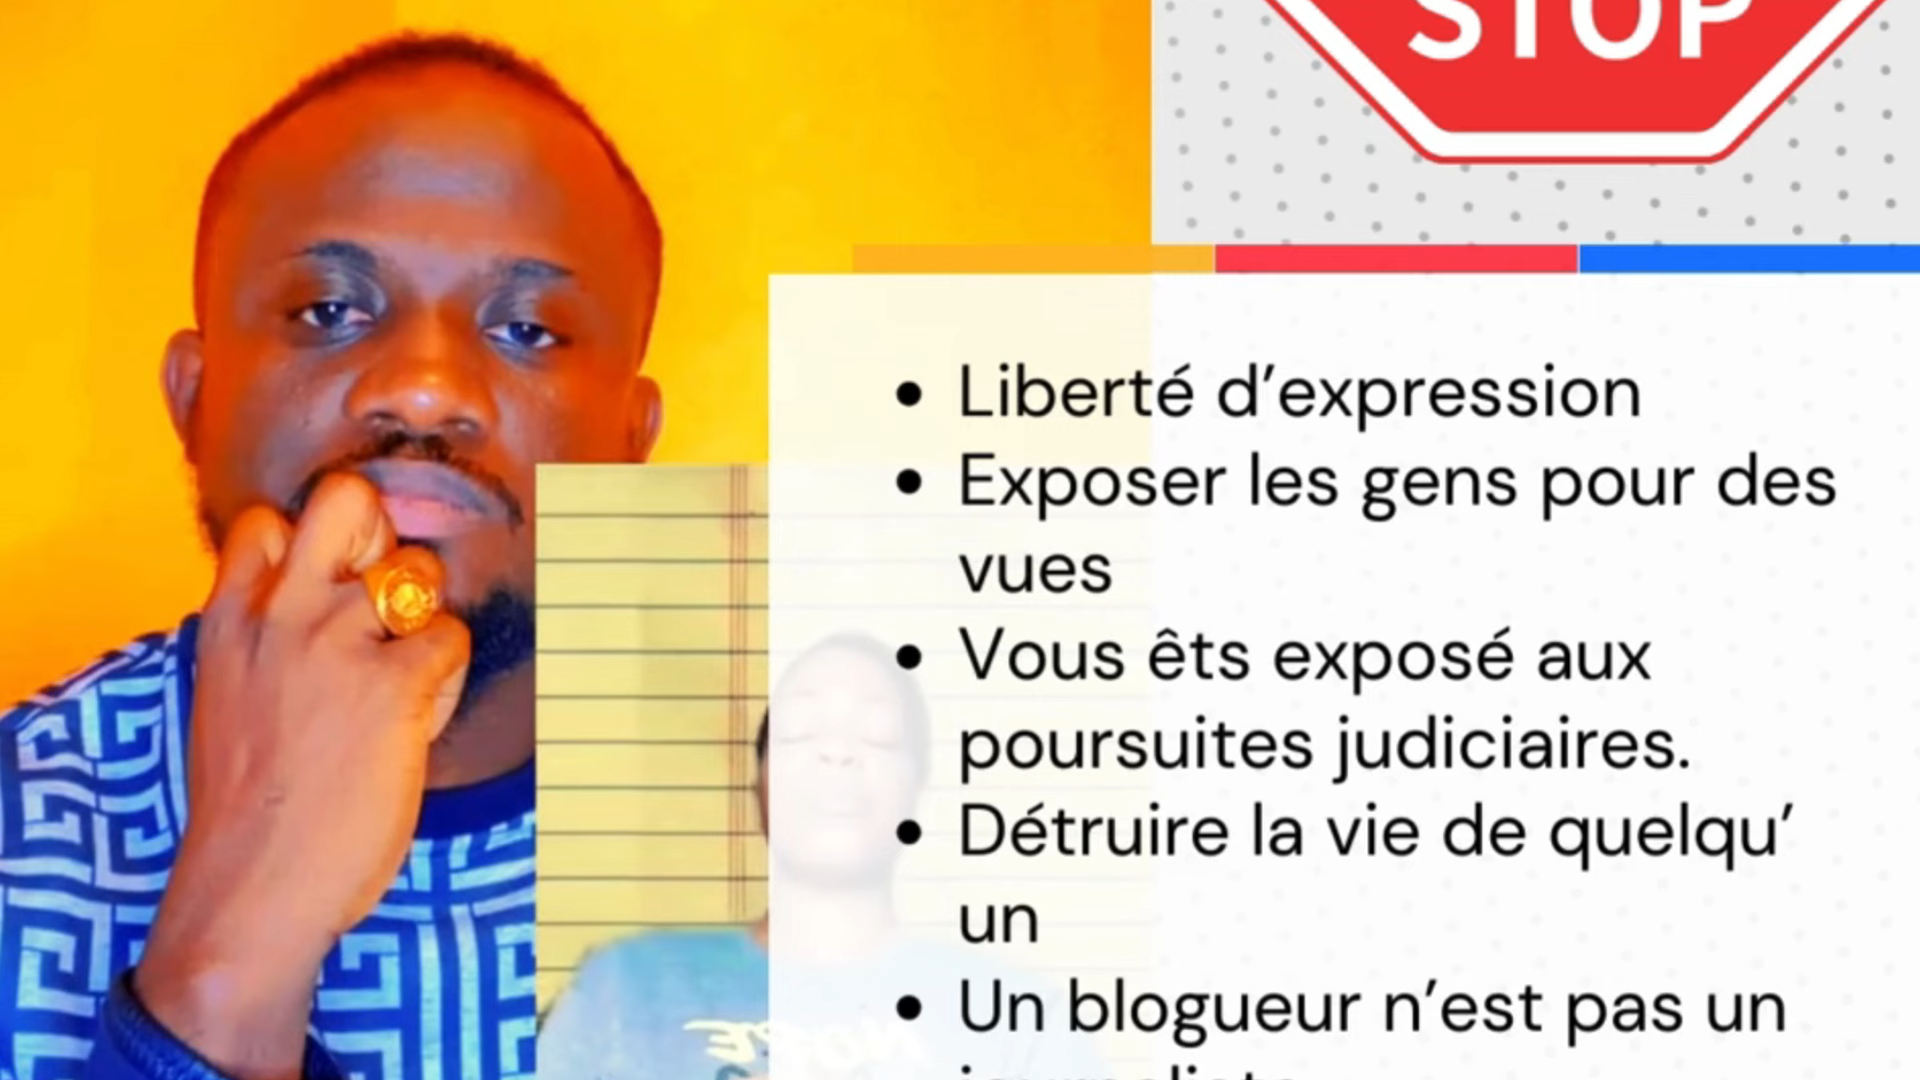 STOP
• Liberté d’expression
• Exposer les gens pour des
vues
• Vous êts exposé aux
poursuites judiciaires.
• Détruire la vie de quelqu’
un
• Un blogueur n’est pas un
journaliste